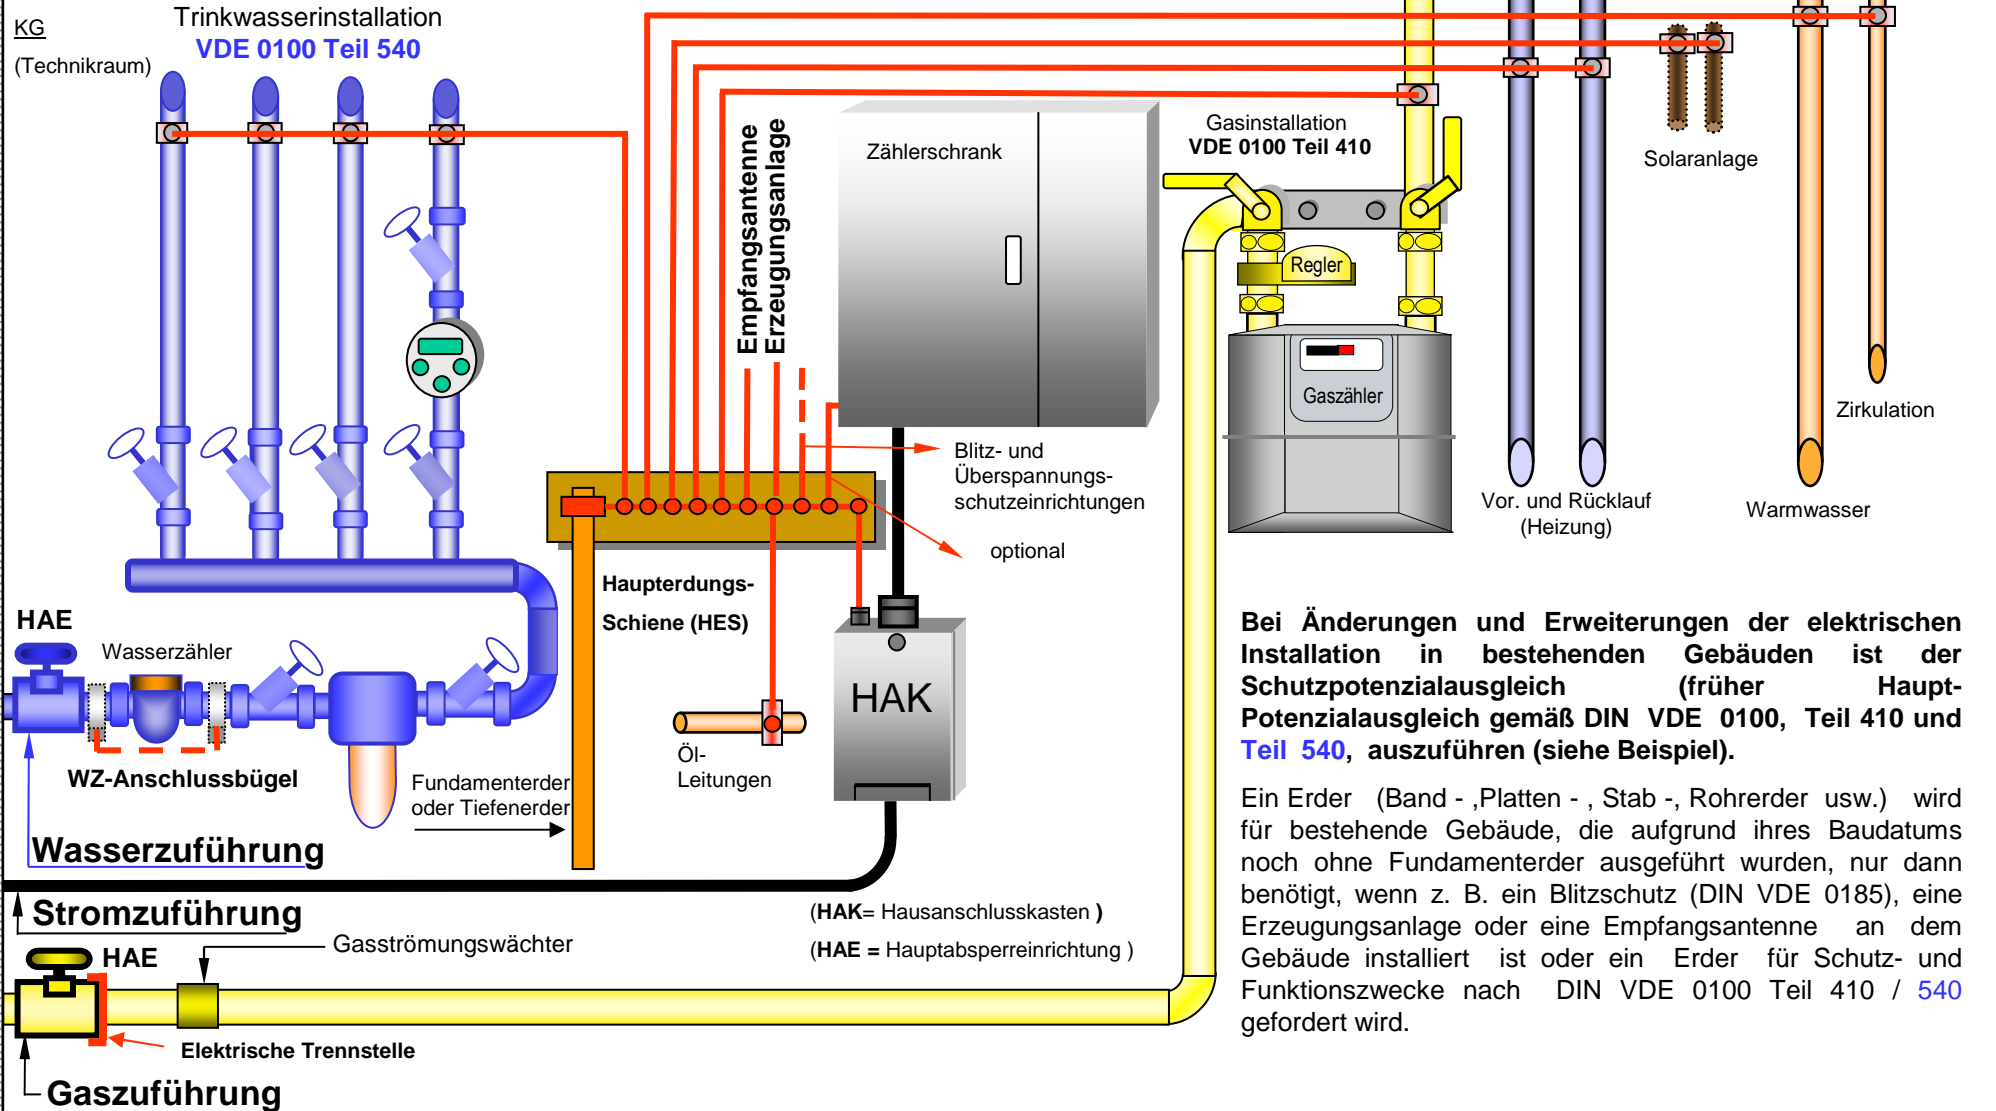 KG
(Technikraum)
Trinkwasserinstallation
VDE 0100 Teil 540
Empfangsantenne
Erzeugungsanlage
Zählerschrank
Gasinstallation
VDE 0100 Teil 410
Regler
Gaszähler
Solaranlage
Zirkulation
Warmwasser
Vor. und Rücklauf
(Heizung)
Blitz- und
Überspannungs-
schutzeinrichtungen
optional
Haupterdungs-
Schiene (HES)
HAE
Wasserzähler
WZ-Anschlussbügel
Wasserzuführung
Fundamenterder
oder Tiefenerder
Öl-
Leitungen
HAK
Stromzuführung
(HAK= Hausanschlusskasten )
(HAE = Hauptabsperreinrichtung )
HAE
Gasströmungswächter
Elektrische Trennstelle
Gaszuführung
Bei Änderungen und Erweiterungen der elektrischen
Installation in bestehenden Gebäuden ist der
Schutzpotenzialausgleich (früher Haupt-
Potenzialausgleich gemäß DIN VDE 0100, Teil 410 und
Teil 540, auszuführen (siehe Beispiel).
Ein Erder (Band - ,Platten - , Stab -, Rohrerder usw.) wird
für bestehende Gebäude, die aufgrund ihres Baudatums
noch ohne Fundamenterder ausgeführt wurden, nur dann
benötigt, wenn z. B. ein Blitzschutz (DIN VDE 0185), eine
Erzeugungsanlage oder eine Empfangsantenne an dem
Gebäude installiert ist oder ein Erder für Schutz- und
Funktionszwecke nach DIN VDE 0100 Teil 410 / 540
gefordert wird.